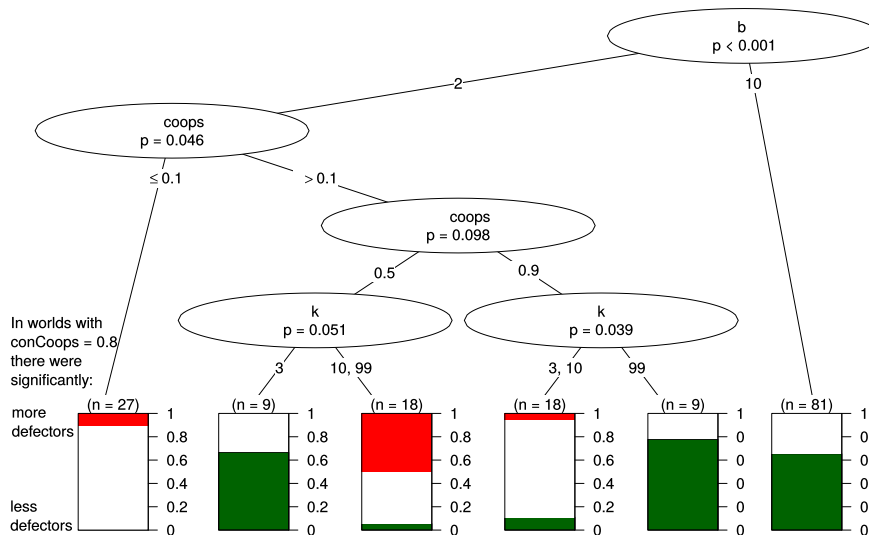 b
p < 0.001
2
10
coops
p = 0.046
≤ 0.1
> 0.1
coops
p = 0.098
0.5
0.9
k
p = 0.051
k
p = 0.039
3
10, 99
3, 10
99
In worlds with
conCoops = 0.8
there were
significantly:
more
defectors
less
defectors
(n = 27)
1
0.8
0.6
0.4
0.2
0
(n = 9)
1
0.8
0.6
0.4
0.2
0
(n = 18)
1
0.8
0.6
0.4
0.2
0
(n = 18)
1
0.8
0.6
0.4
0.2
0
(n = 9)
1
0
0
0
0
0
(n = 81)
1
0
0
0
0
0